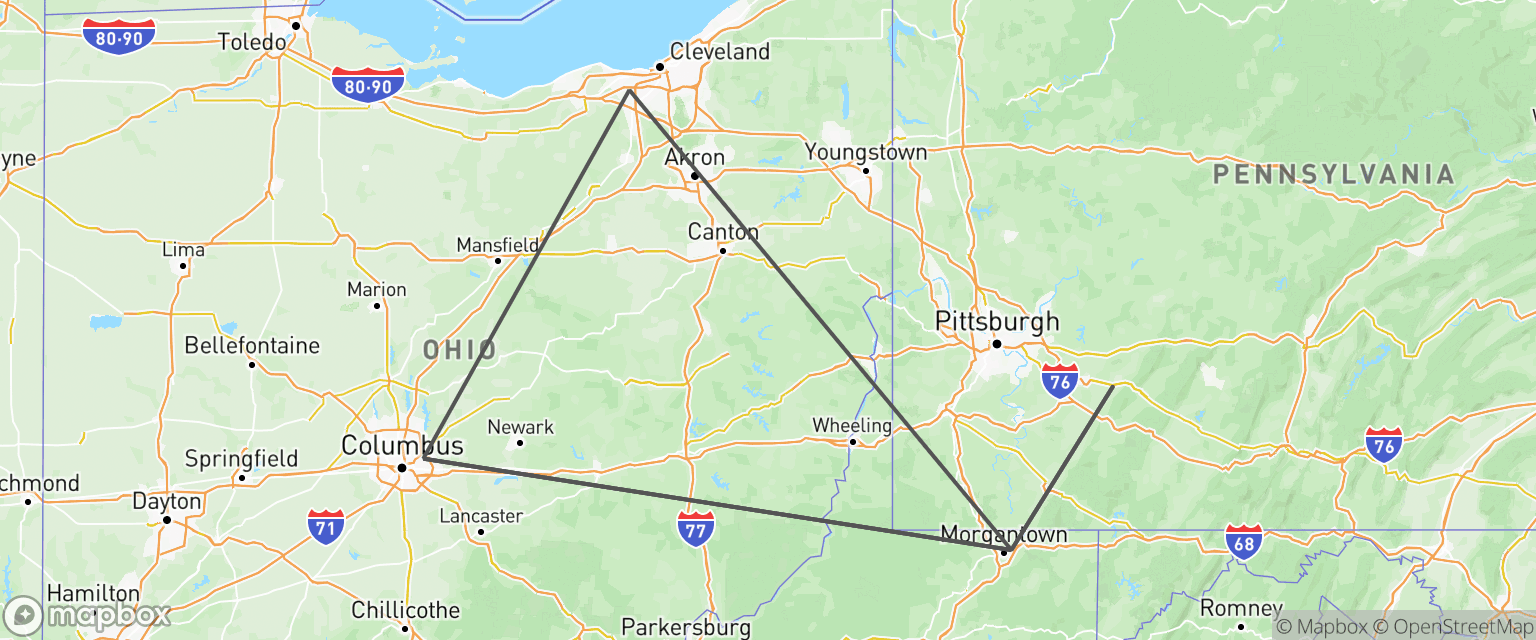 Toledo
80-90
Cleveland
80-90
yne
Akron
Youngstown
PENNSYLVANIA
Canton
Mansfield
Lima
Marion
Pittsburgh
Bellefontaine
OHIO
76
Newark
Wheeling
Columbus
76
Springfield
chmond
Dayton
Lancaster
71
77
Morgantown
68
Hamilton
Chillicothe
Romney
Parkersburg
mapbox
© Mapbox © OpenStreetMap